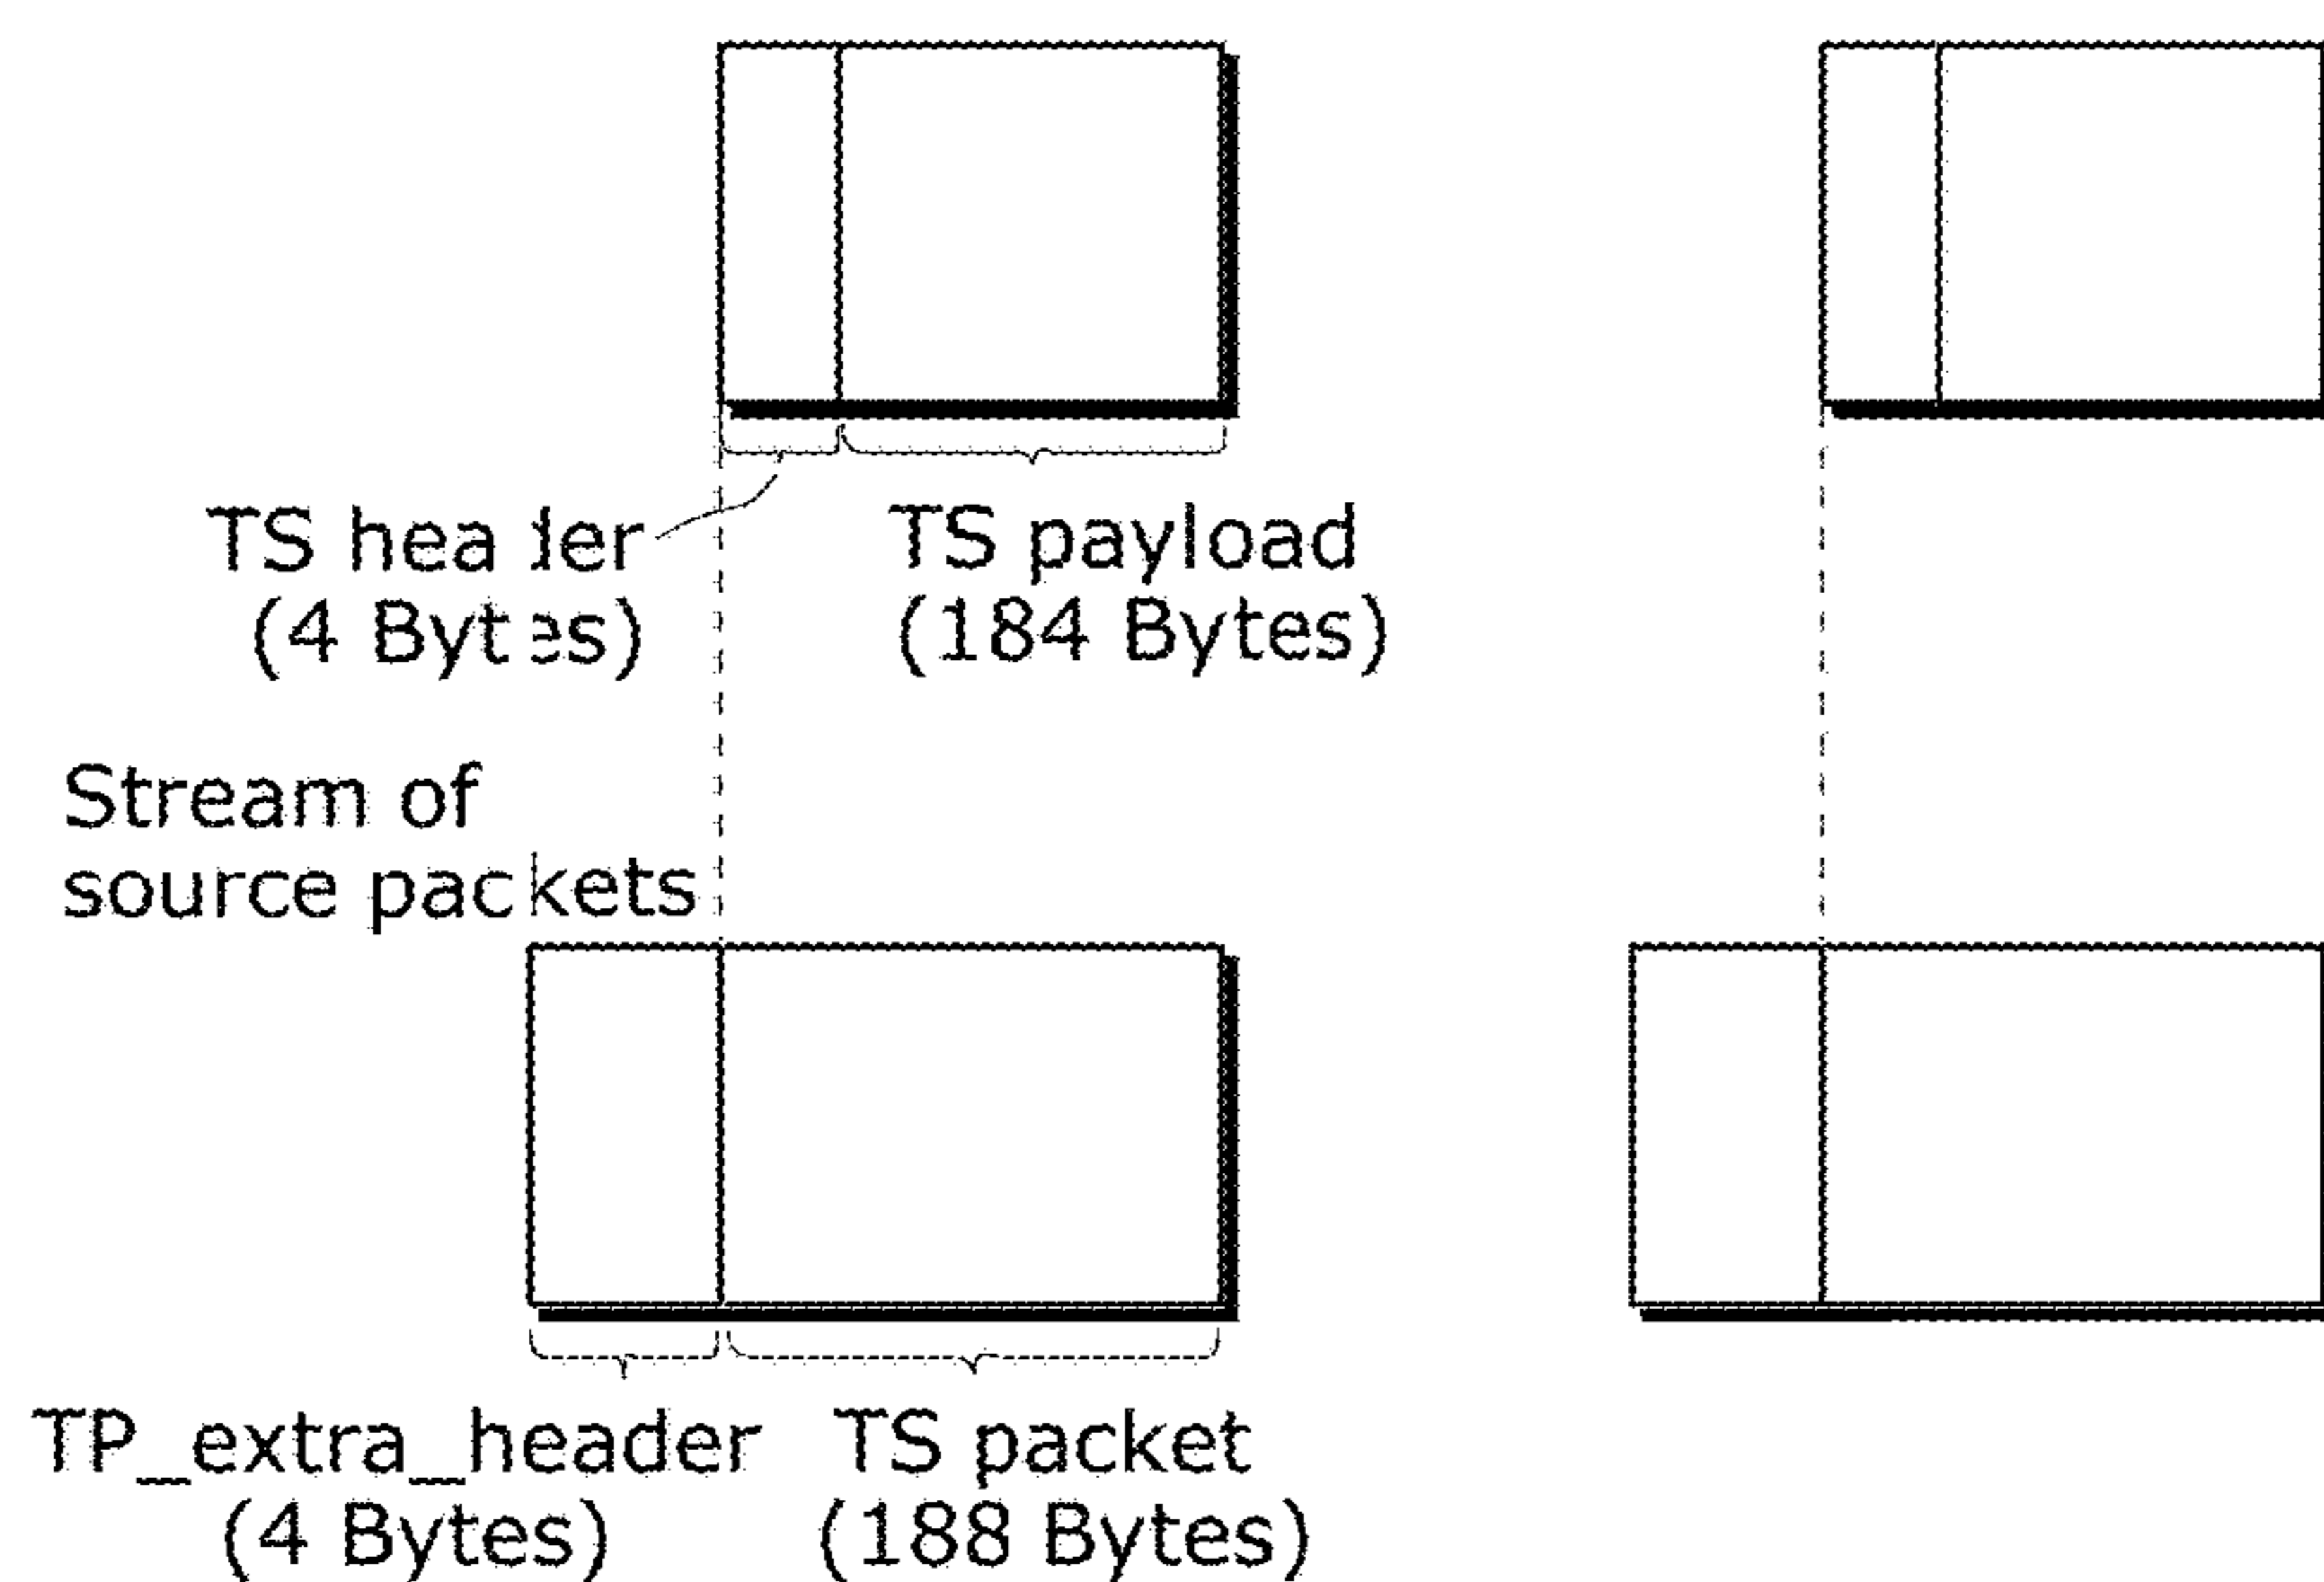 TS header
(4 Bytes)
TS payload
(184 Bytes)
Stream of
source packets
TP_extra_header
(4 Bytes)
TS packet
(188 Bytes)